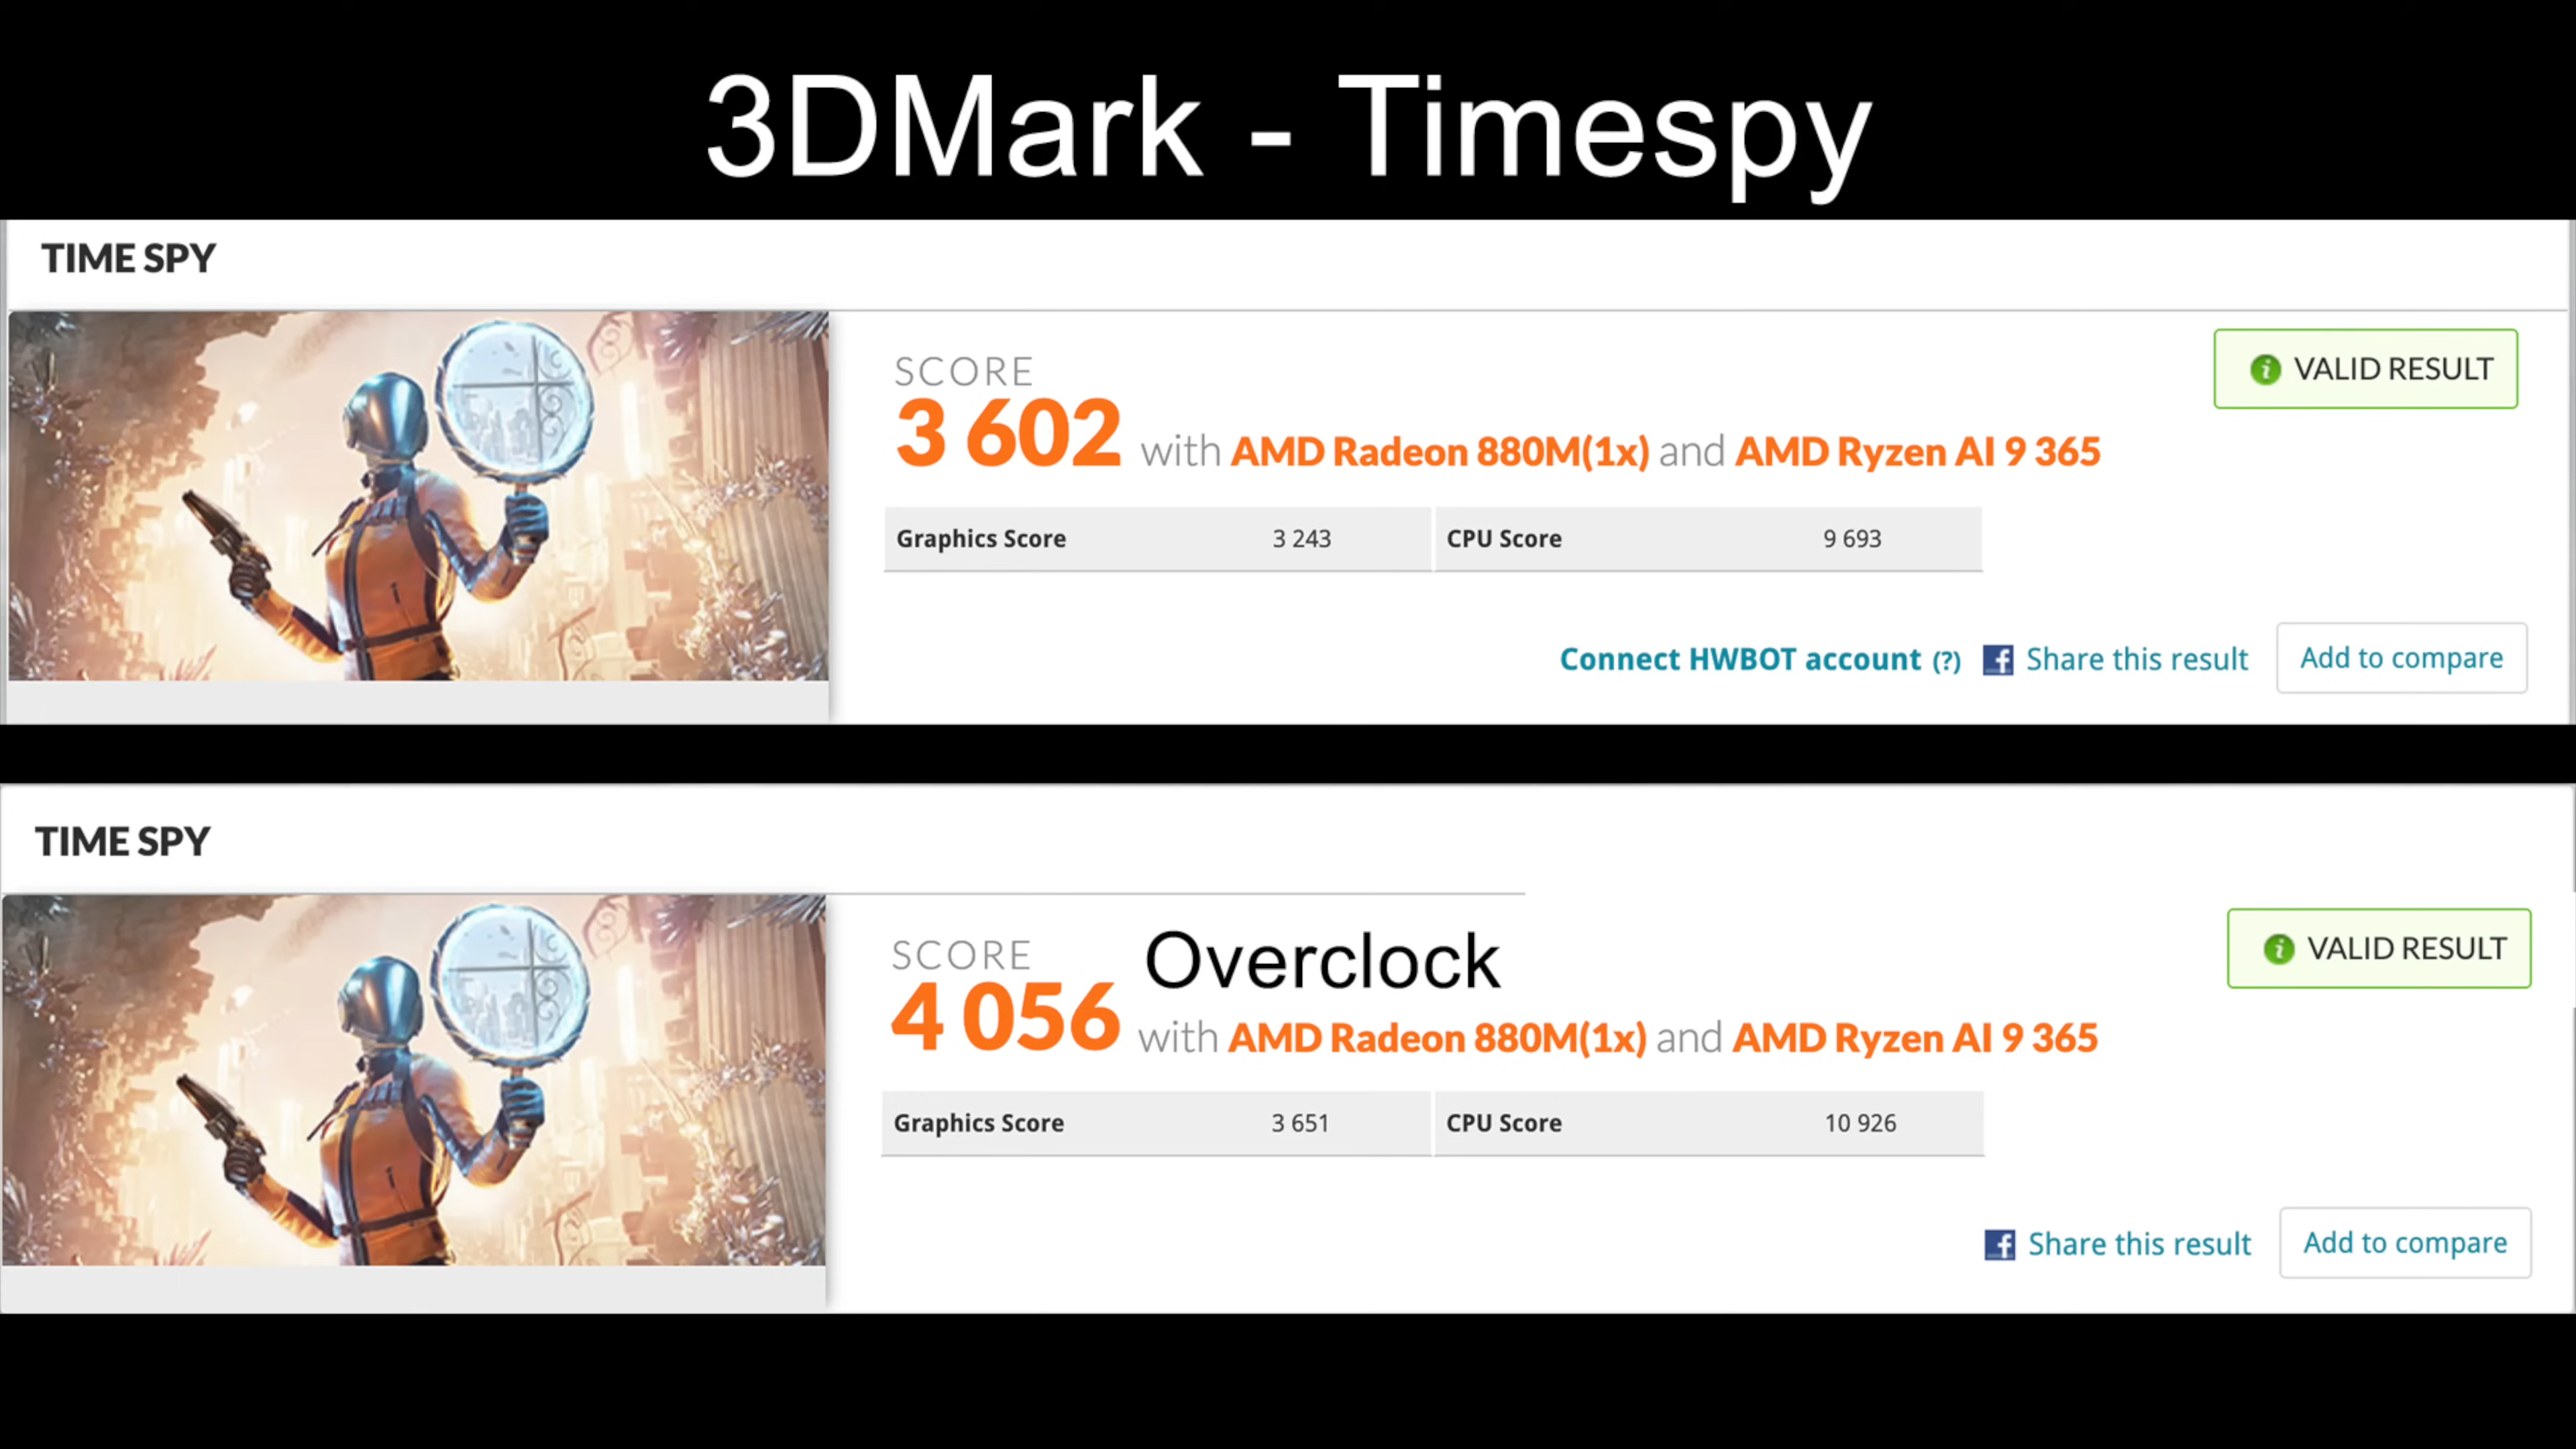 3DMark - Timespy
TIME SPY
SCORE
VALID RESULT
3 602 with AMD Radeon 880M(1x) and AMD Ryzen AI 9 365
Graphics Score 3 243 CPU Score 9 693
Connect HWBOT account (?) Share this result Add to compare
TIME SPY
SCORE Overclock
VALID RESULT
4 056 with AMD Radeon 880M(1x) and AMD Ryzen AI 9 365
Graphics Score 3 651 CPU Score 10 926
Share this result Add to compare